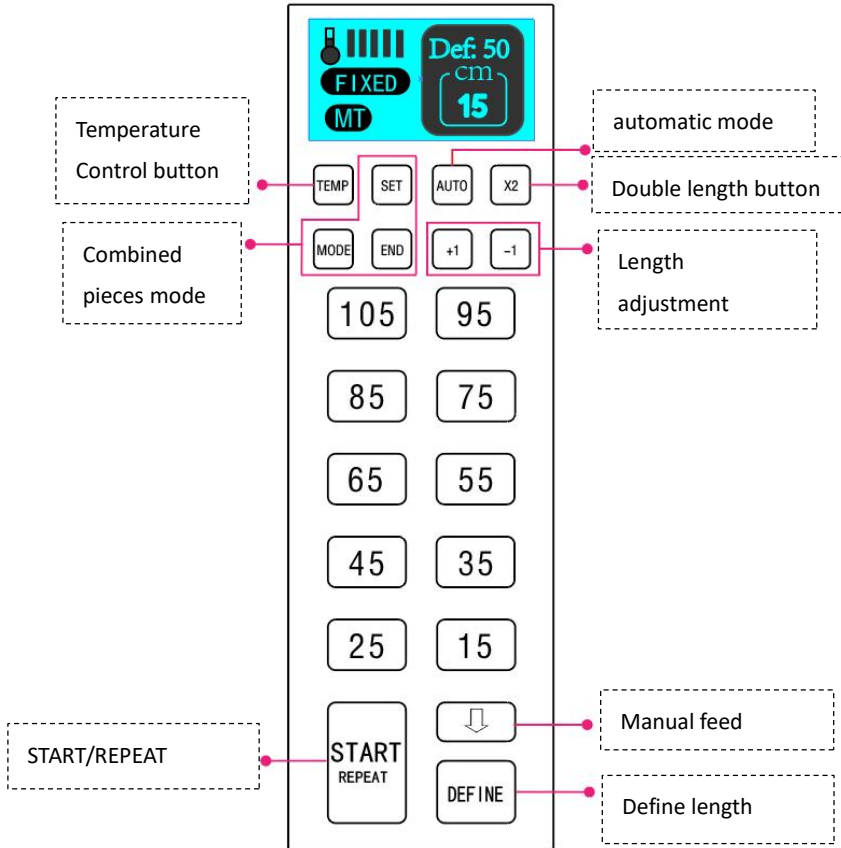 Def: 50
cm
FIXED
15
MT
Temperature
Control button
automatic mode
TEMP
SET
AUTO
X2
Double length button
Combined
pieces mode
MODE
END
+1
-1
Length
adjustment
105
95
85
75
65
55
45
35
25
15
START/REPEAT
START
REPEAT
Manual feed
DEFINE
Define length